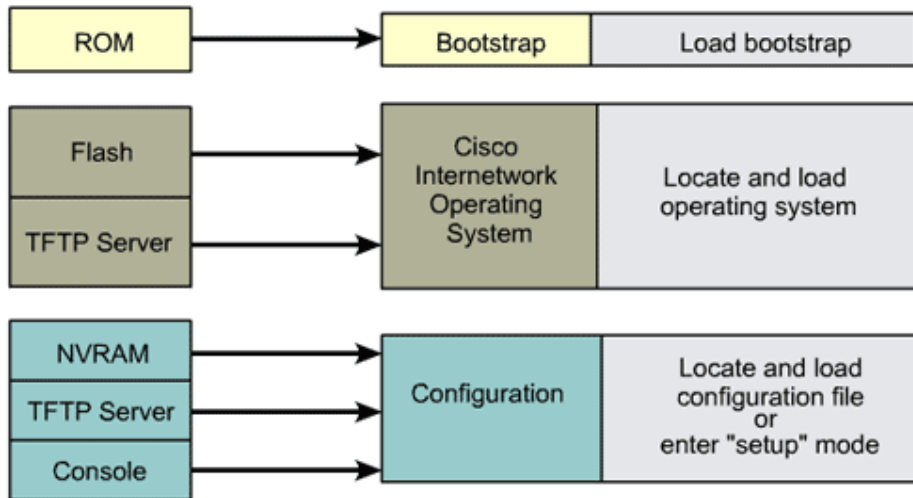 ROM
Bootstrap
Load bootstrap
Flash
TFTP Server
Cisco
Internetwork
Operating
System
Locate and load
operating system
NVRAM
TFTP Server
Console
Configuration
Locate and load
configuration file
or
enter "setup" mode